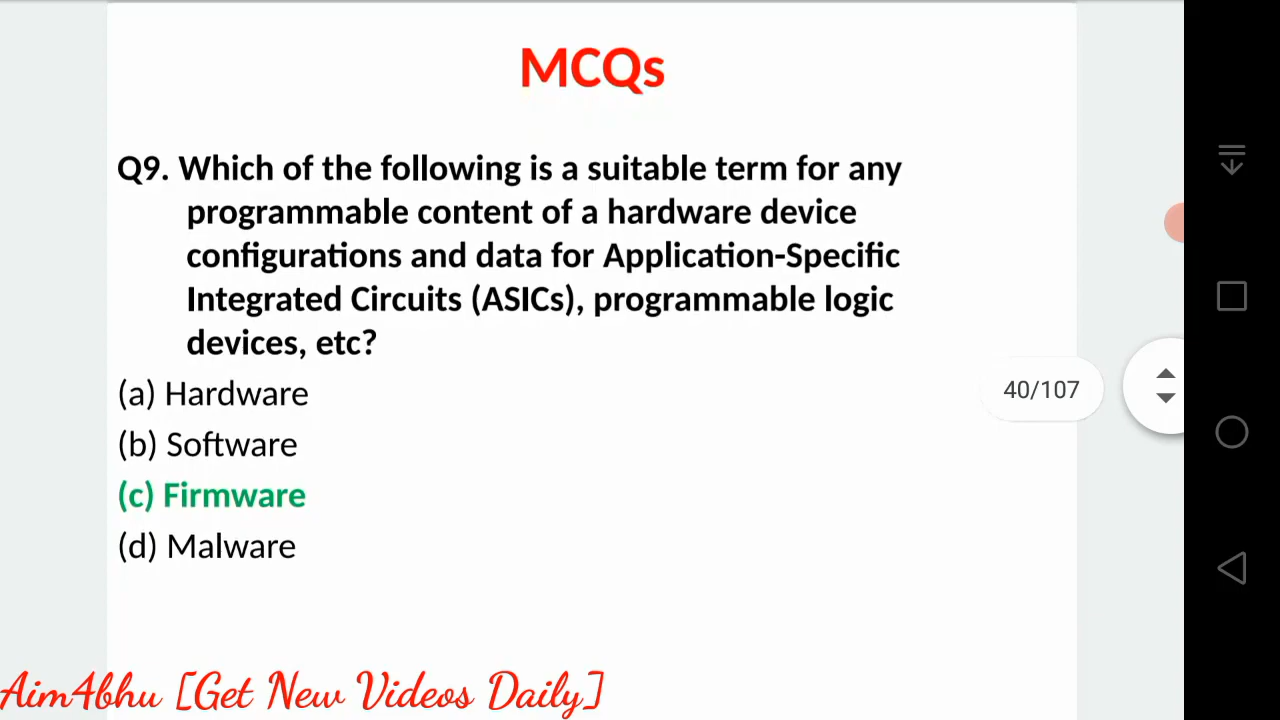 MCQs
Q9. Which of the following is a suitable term for any
programmable content of a hardware device
configurations and data for Application-Specific
Integrated Circuits (ASICs), programmable logic
devices, etc?
(a) Hardware
40/107
(b) Software
(c) Firmware
(d) Malware
Aim4bhu [Get New Videos Daily]